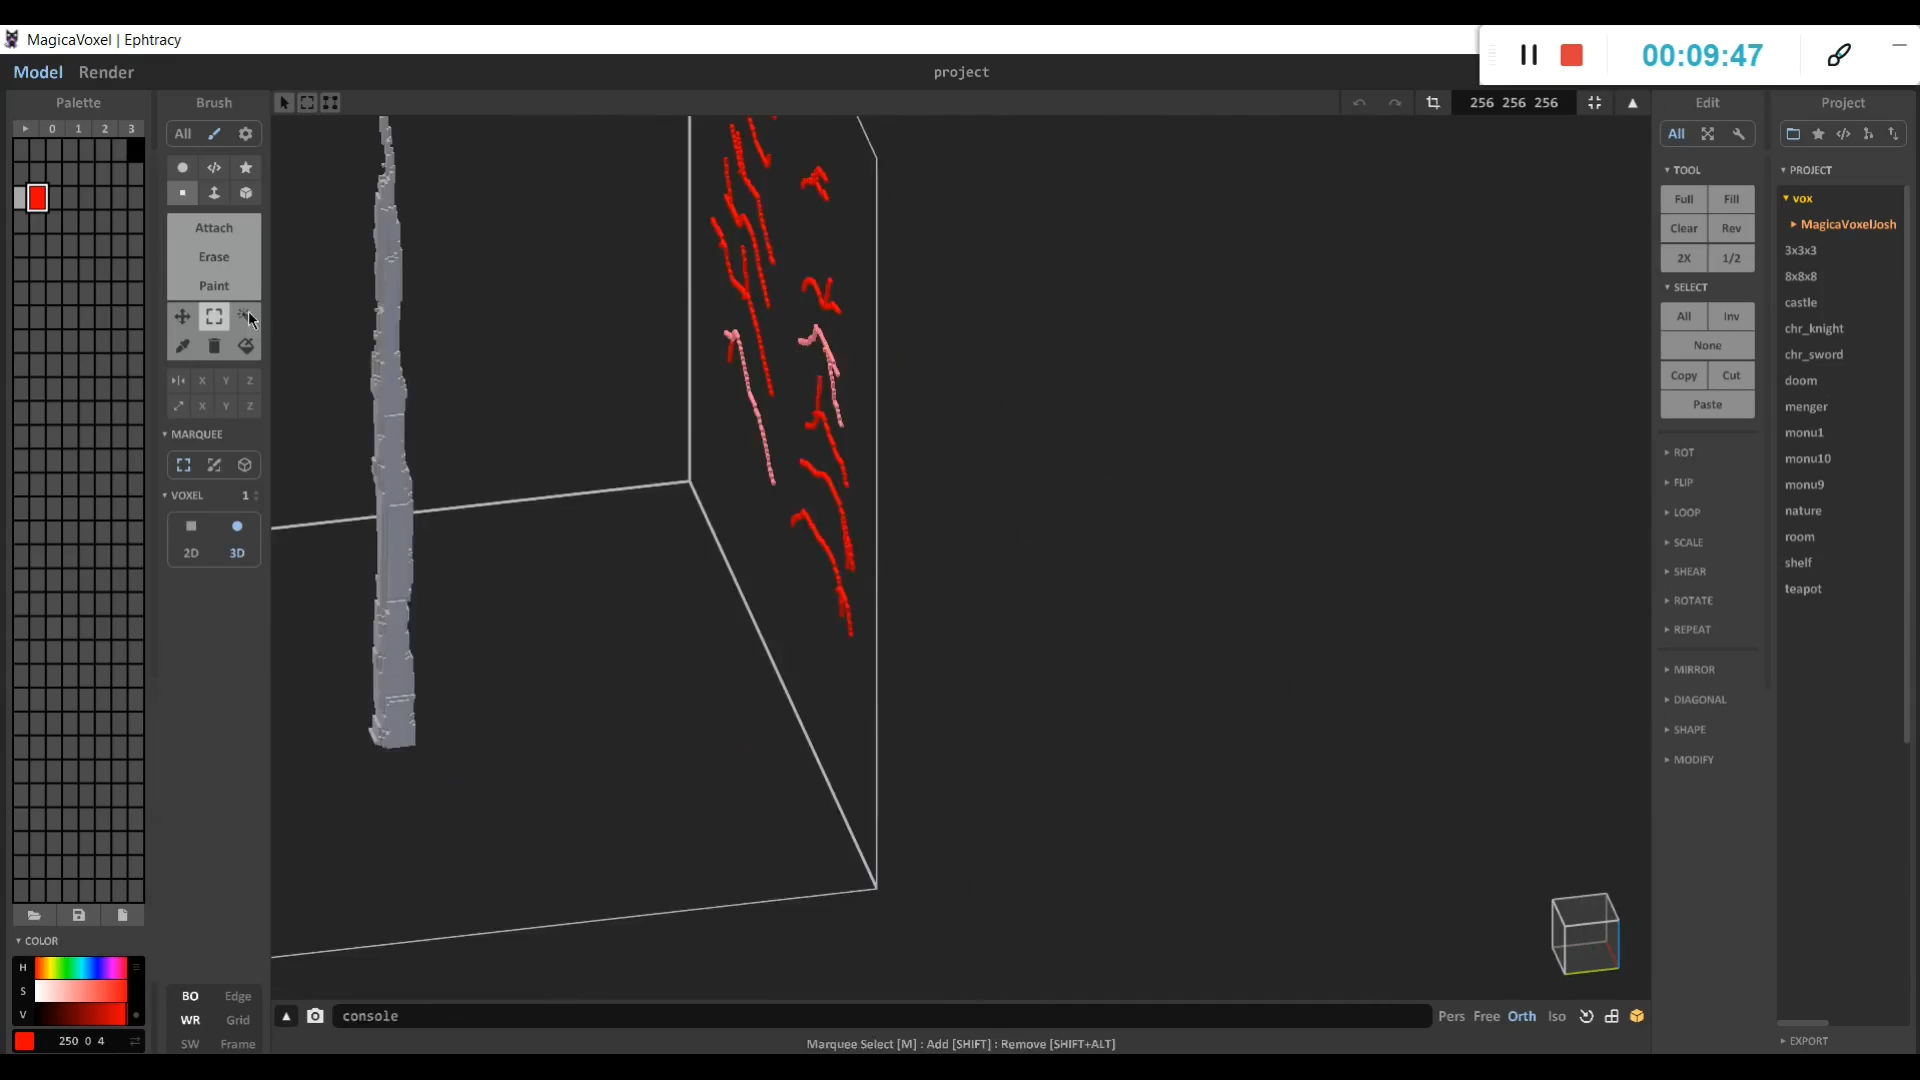 MagicaVoxel | Ephtracy
00:09:47
Model Render
project
Palette
Brush
256 256 256
Edit
Project
0 1 2 3
All
All
TOOL
PROJECT
Full Fill
Clear Rev
2X 1/2
SELECT
All Inv
None
Copy Cut
Paste
ROT
FLIP
LOOP
SCALE
SHEAR
ROTATE
REPEAT
MIRROR
DIAGONAL
SHAPE
MODIFY
vox
MagicaVoxelJosh
3x3x3
8x8x8
castle
chr_knight
chr_sword
doom
menger
monu1
monu10
monu9
nature
room
shelf
teapot
EXPORT
Attach
Erase
Paint
X Y Z
X Y Z
MARQUEE
VOXEL 1
2D 3D
COLOR
H
S
V
250 0 4
BO Edge
WR Grid
SW Frame
console
Pers Free Orth Iso
Marquee Select [M] : Add [SHIFT] : Remove [SHIFT+ALT]